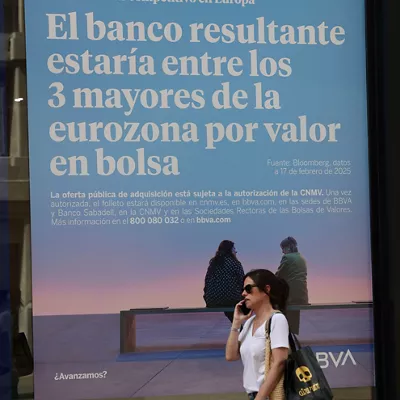 en Europa
El banco resultante
estaría entre los
3 mayores de la
eurozona por valor
en bolsa
Fuente: Bloomberg, datos
a 17 de febrero de 2025
La oferta pública de adquisición está sujeta a la autorización de la CNMV. Una vez
autorizada, el folleto estará disponible en cnmv.es, en bbva.com, en las sedes de BBVA
y Banco Sabadell, en la CNMV y en las Sociedades Rectoras de las Bolsas de Valores.
Más información en el 800 080 032 o en bbva.com
BBVA
¿Avanzamos?